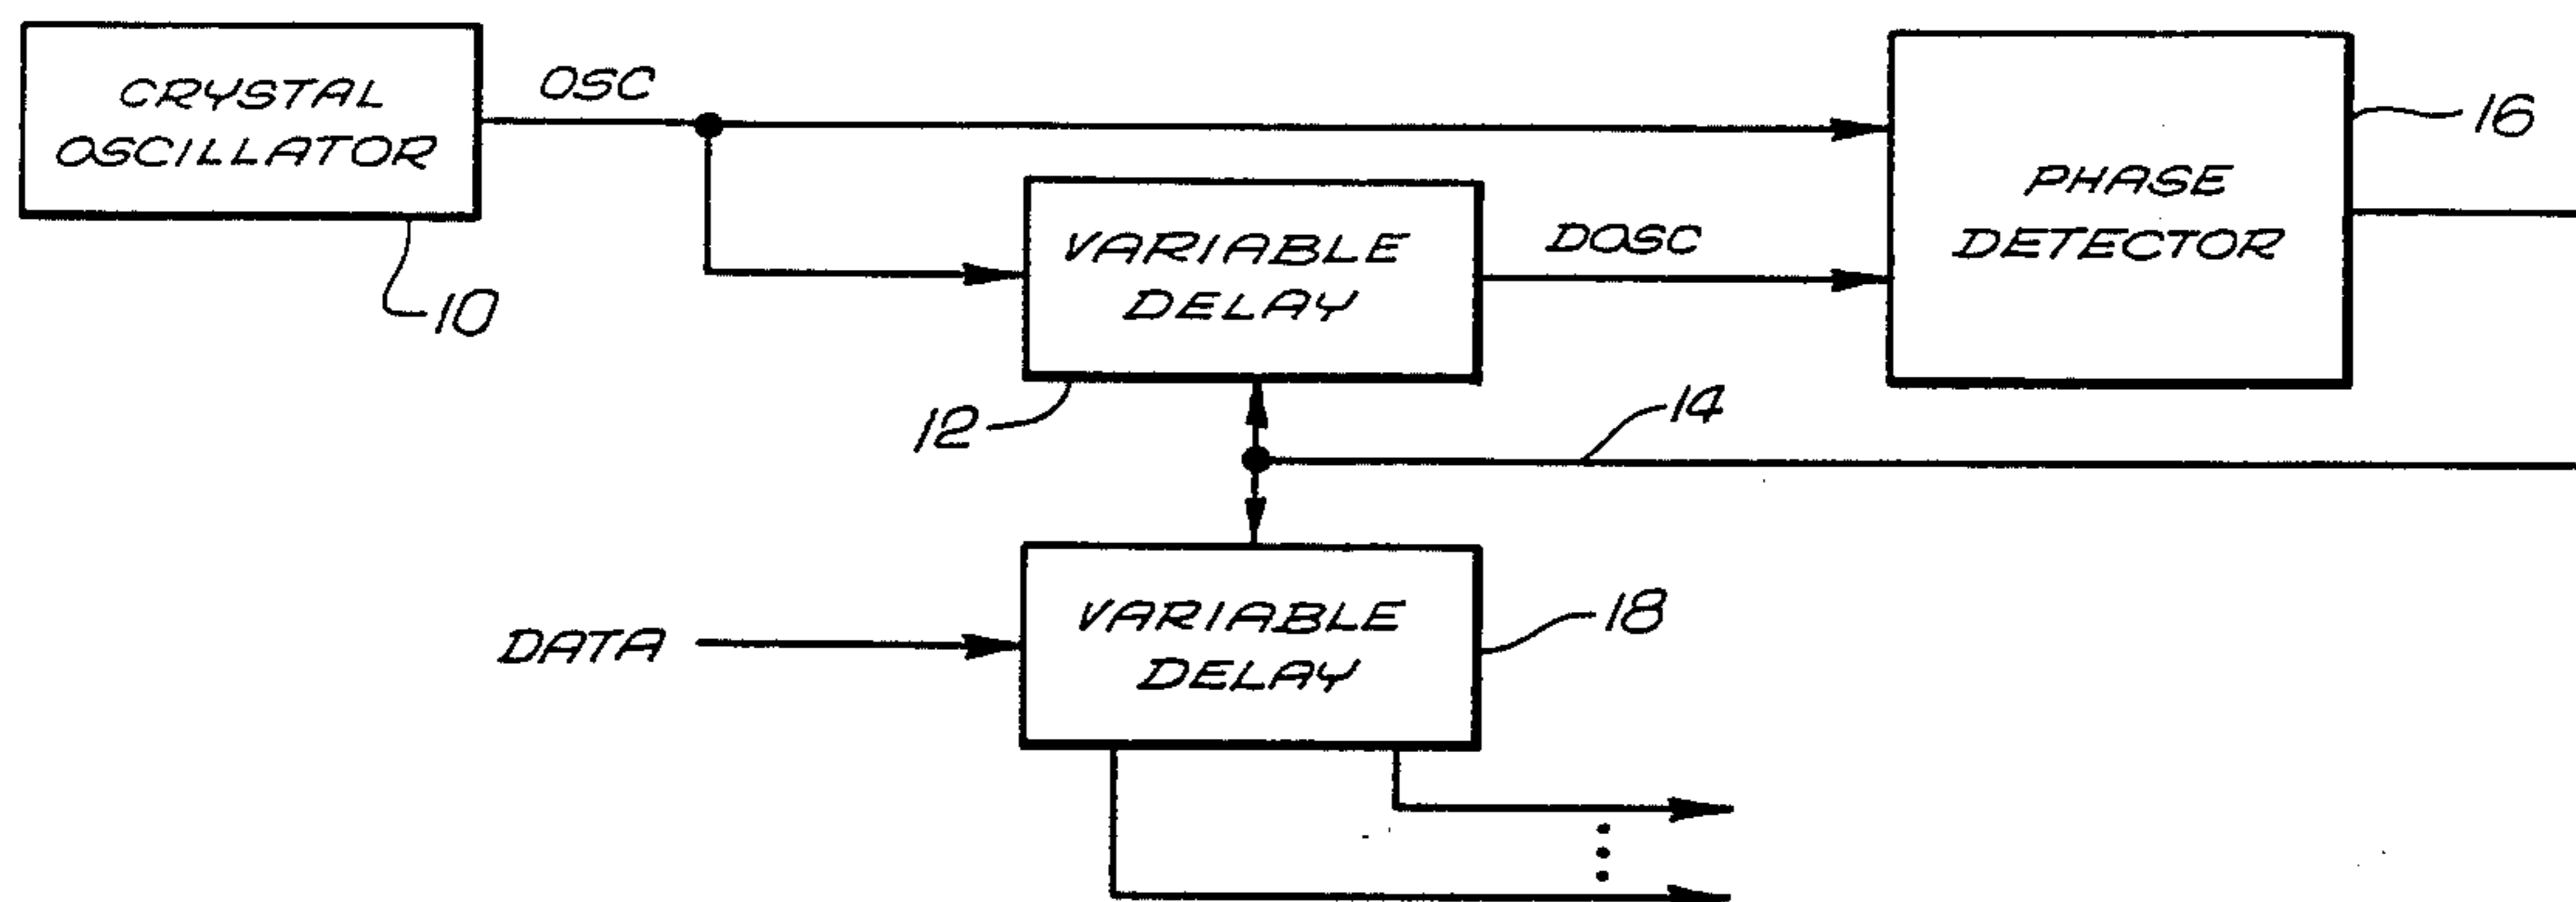 CRYSTAL
OSCILLATOR
OSC
10
VARIABLE
DELAY
12
DOSC
PHASE
DETECTOR
16
14
DATA
VARIABLE
DELAY
18